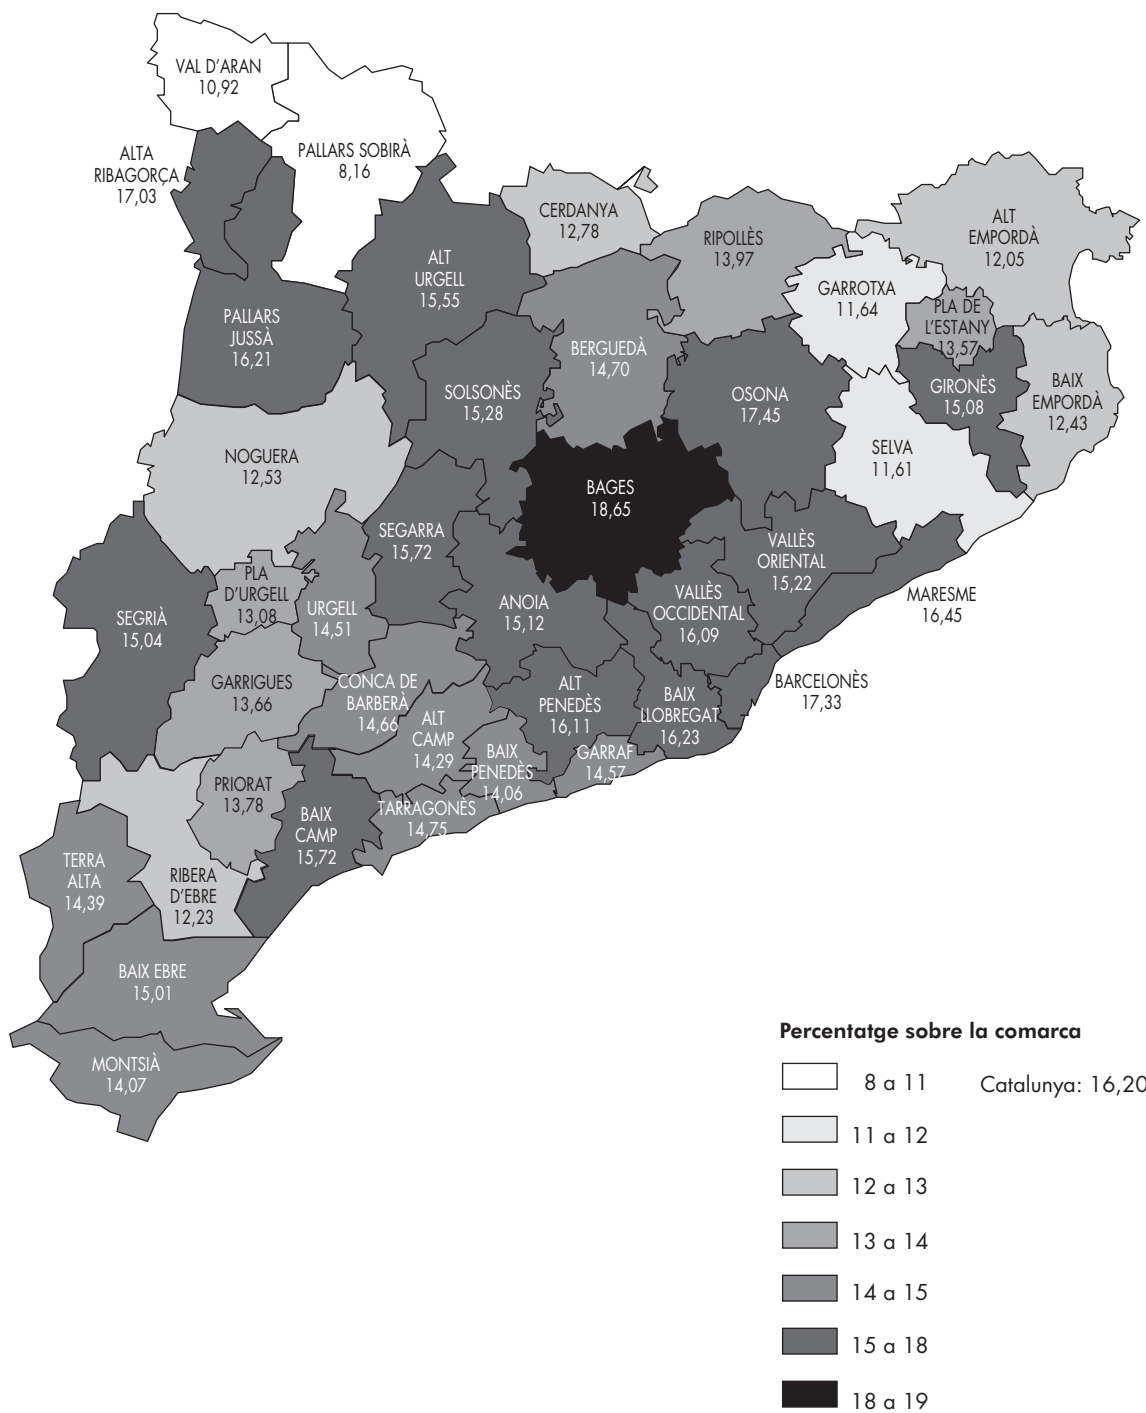 VAL D'ARAN
10,92
PALLARS SOBIRÀ
8,16
ALTA
RIBAGORÇA
17,03
CERDANYA
12,78
RIPOLLÈS
13,97
ALT
EMPORDÀ
12,05
ALT
URGELL
15,55
GARROTXA
11,64
PLA DE
L'ESTANY
13,57
PALLARS
JUSSÀ
16,21
BERGUEDÀ
14,70
SOLSONÈS
15,28
OSONA
17,45
GIRONÈS
15,08
BAIX
EMPORDÀ
12,43
NOGUERA
12,53
SELVA
11,61
BAGES
18,65
SEGARRA
15,72
VALLÈS
ORIENTAL
15,22
PLA
D'URGELL
13,08
URGELL
14,51
ANOIA
15,12
VALLÈS
OCCIDENTAL
16,09
MARESME
16,45
SEGRIÀ
15,04
GARRIGUES
13,66
CONCA DE
BARBERÀ
14,66
ALT
PENEDÈS
16,11
BAIX
LLOBREGAT
16,23
BARCELONÈS
17,33
ALT
CAMP
14,29
BAIX
PENEDÈS
14,06
GARRAF
14,57
PRIORAT
13,78
BAIX
CAMP
15,72
TARRAGONÈS
14,75
TERRA
ALTA
14,39
RIBERA
D'EBRE
12,23
BAIX EBRE
15,01
MONTSIÀ
14,07
Percentatge sobre la comarca
8 a 11
Catalunya: 16,20
11 a 12
12 a 13
13 a 14
14 a 15
15 a 18
18 a 19